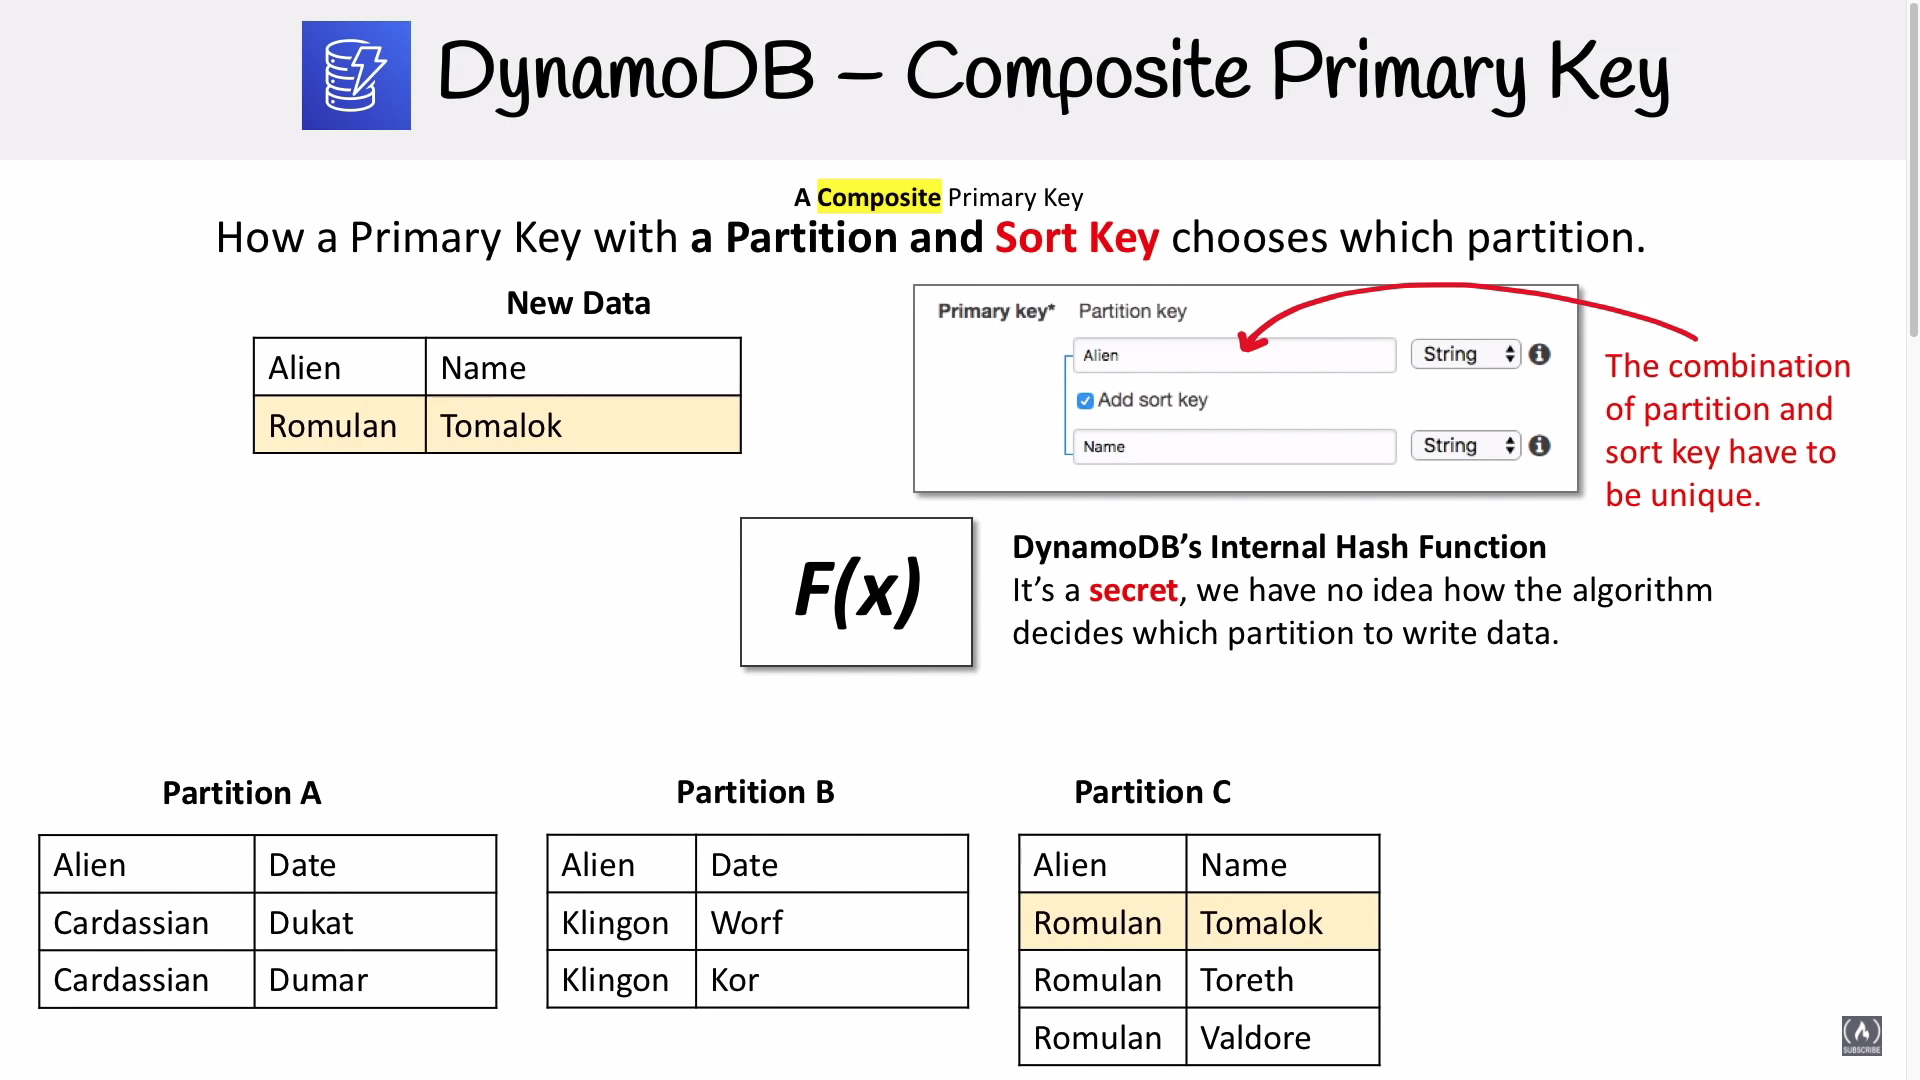 DynamoDB – Composite Primary Key
A Composite Primary Key
How a Primary Key with a Partition and Sort Key chooses which partition.
New Data
Alien Name
Romulan Tomalok
Primary key* Partition key
Alien String
Add sort key
Name String
The combination
of partition and
sort key have to
be unique.
F(x)
DynamoDB’s Internal Hash Function
It’s a secret, we have no idea how the algorithm
decides which partition to write data.
Partition A
Alien Date
Cardassian Dukat
Cardassian Dumar
Partition B
Alien Date
Klingon Worf
Klingon Kor
Partition C
Alien Name
Romulan Tomalok
Romulan Toreth
Romulan Valdore
SUBSCRIBE